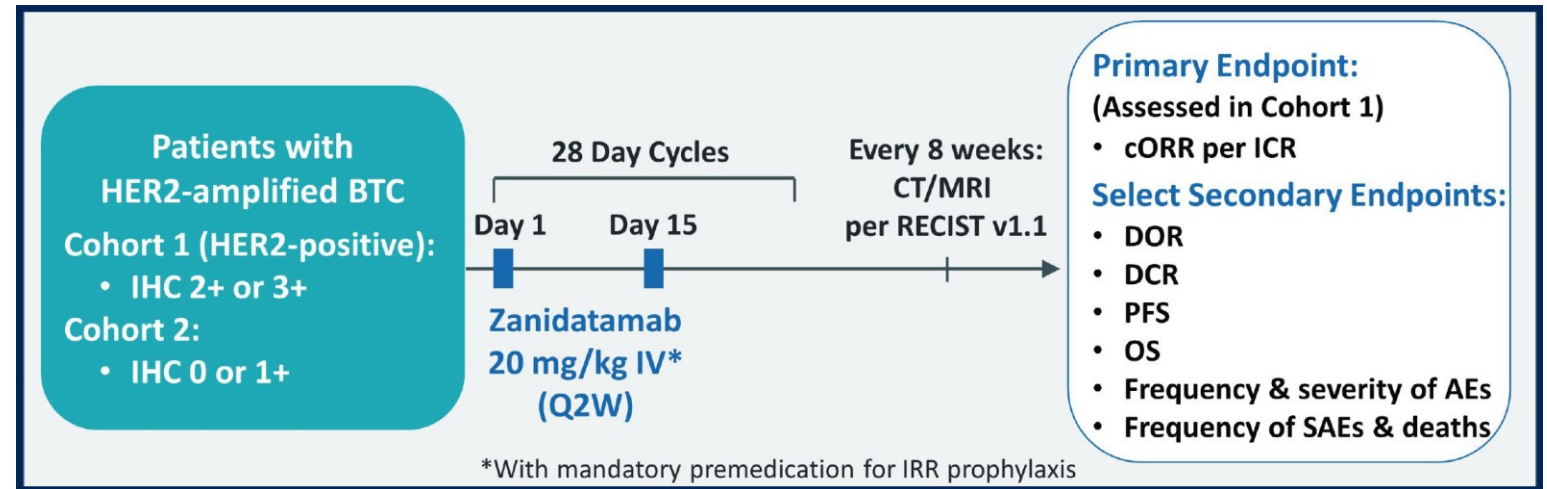 Patients with
HER2-amplified BTC
Cohort 1 (HER2-positive):
• IHC 2+ or 3+
Cohort 2:
• IHC 0 or 1+
28 Day Cycles
Day 1
Day 15
Zanidatamab
20 mg/kg IV*
(Q2W)
Every 8 weeks:
CT/MRI
per RECIST v1.1
Primary Endpoint:
(Assessed in Cohort 1)
• cORR per ICR
Select Secondary Endpoints:
• DOR
• DCR
• PFS
• OS
• Frequency & severity of AEs
• Frequency of SAEs & deaths
*With mandatory premedication for IRR prophylaxis